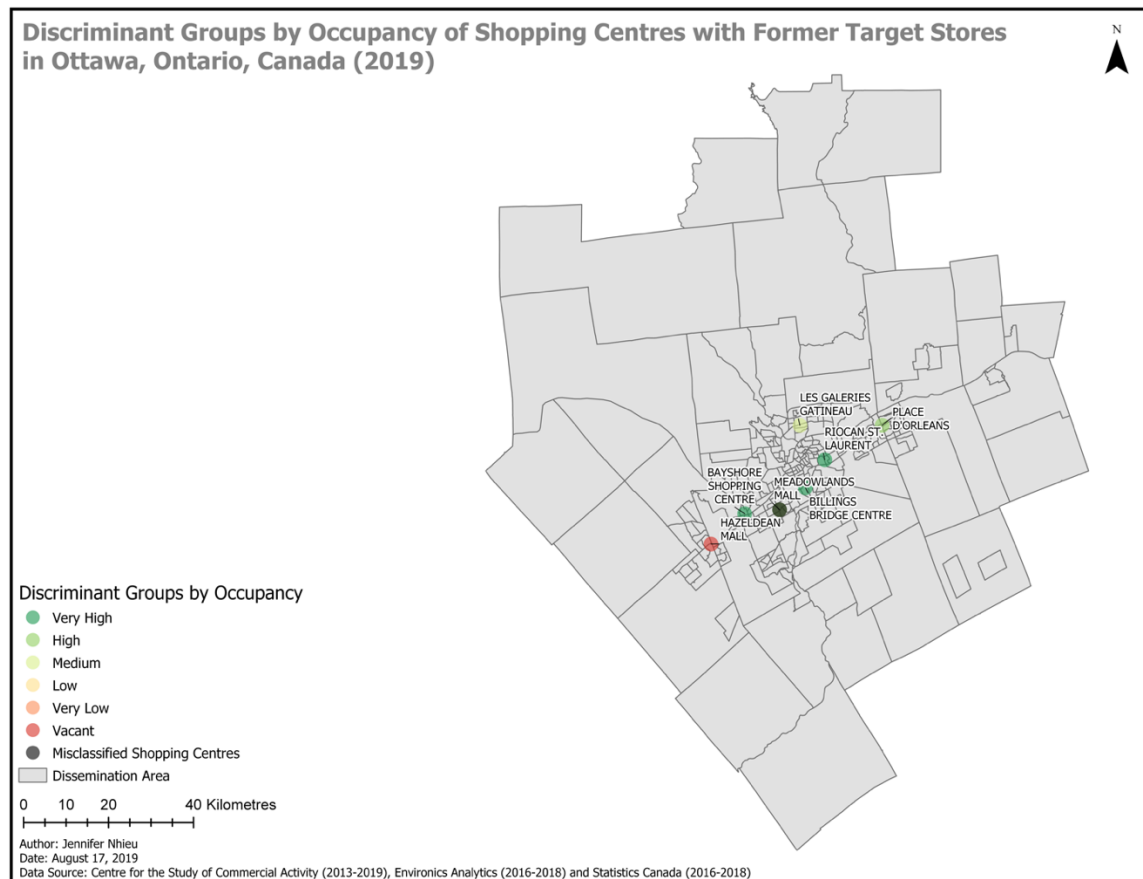 Discriminant Groups by Occupancy of Shopping Centres with Former Target Stores
in Ottawa, Ontario, Canada (2019)
N
LES GALERIES
GATINEAU
PLACE
D'ORLEANS
RIOCAN ST.
LAURENT
BAYSHORE
SHOPPING
CENTRE
MEADOWLANDS
MALL
BILLINGS
BRIDGE CENTRE
HAZELDEAN
MALL
Discriminant Groups by Occupancy
Very High
High
Medium
Low
Very Low
Vacant
Misclassified Shopping Centres
Dissemination Area
0 10 20 40 Kilometres
Author: Jennifer Nhieu
Date: August 17, 2019
Data Source: Centre for the Study of Commercial Activity (2013-2019), Environics Analytics (2016-2018) and Statistics Canada (2016-2018)